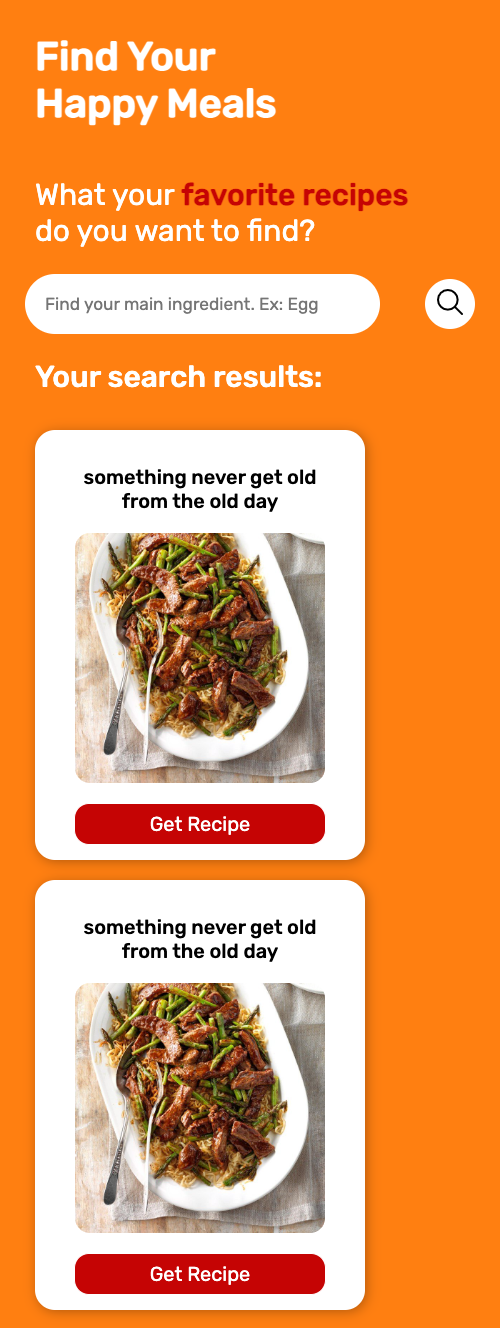 Find Your
Happy Meals
What your favorite recipes
do you want to find?
Find your main ingredient. Ex: Egg
Your search results:
something never get old
from the old day
Get Recipe
something never get old
from the old day
Get Recipe